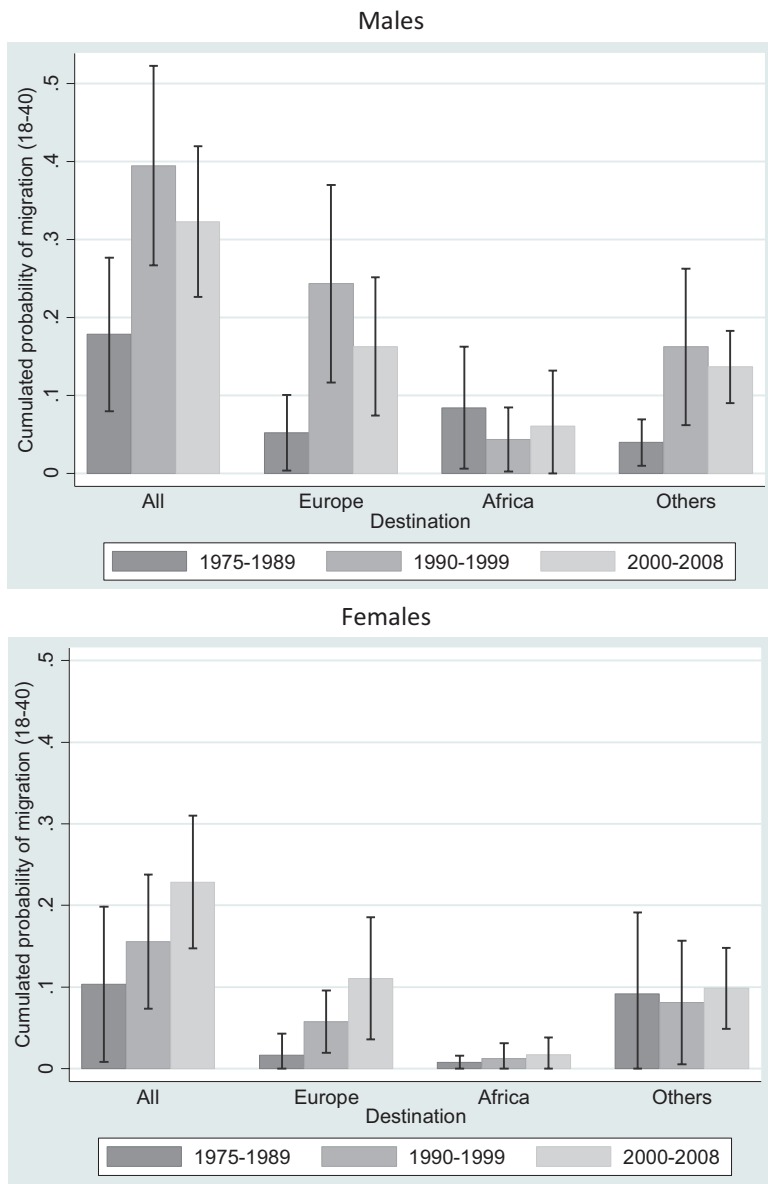 Males
Cumulated probability of migration (18-40)
.5
.4
.3
.2
.1
0
All Europe Africa Others
Destination
1975-1989 1990-1999 2000-2008
Females
Cumulated probability of migration (18-40)
.5
.4
.3
.2
.1
0
All Europe Africa Others
Destination
1975-1989 1990-1999 2000-2008